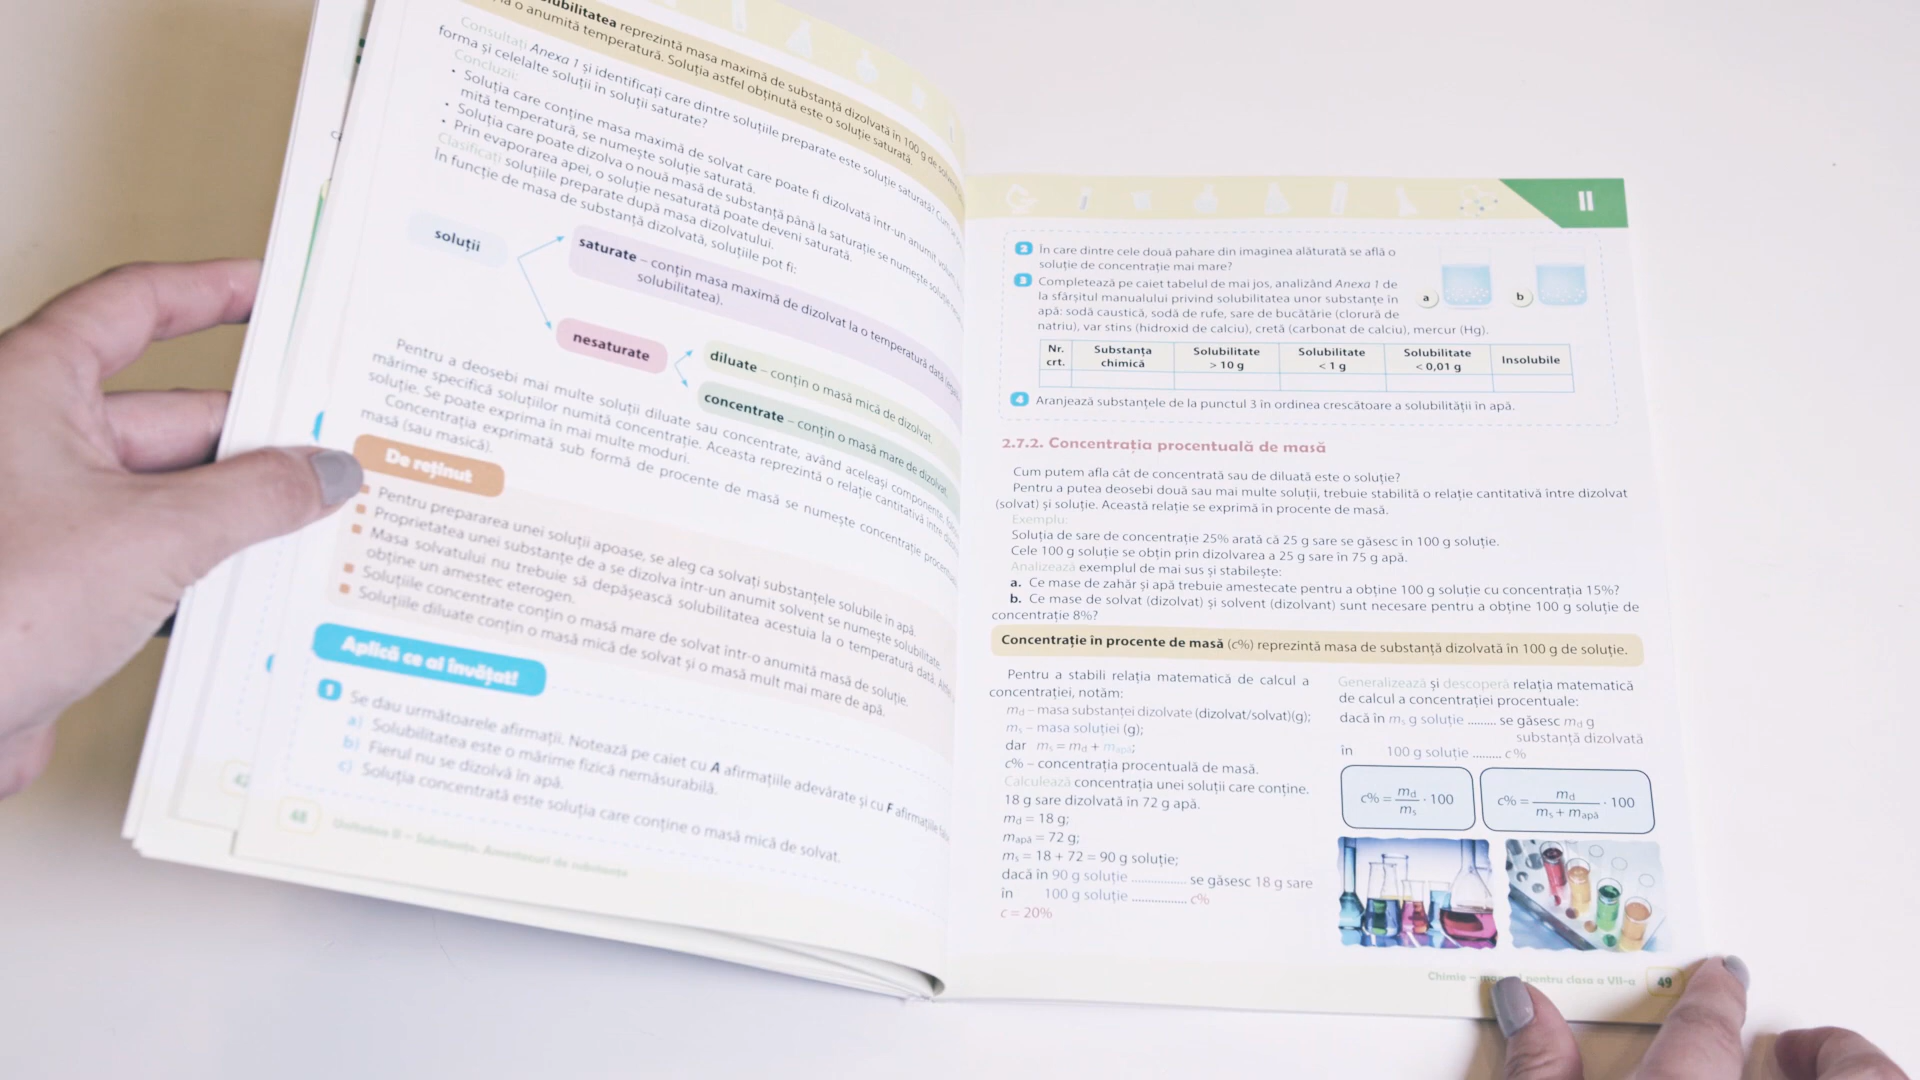 solubilitatea reprezintă masa maximă de substanță dizolvată în 100 g de
la o anumită temperatură. Soluția astfel obținută este o soluție saturată.
Consultați Anexa 1 și identificați care dintre soluțiile preparate este soluție saturată?
forma și celelalte soluții în soluții saturate?
Concluzii:
• Soluția care conține masa maximă de solvat care poate fi dizolvată într-un anumit
mită temperatură, se numește soluție saturată.
• Soluția care poate dizolva o nouă masă de substanță până la saturație se numește
• Prin evaporarea apei, o soluție nesaturată poate deveni saturată.
Clasificați soluțiile preparate după masa dizolvatului.
În funcție de masa de substanță dizolvată, soluțiile pot fi:
soluții
saturate – conțin masa maximă de dizolvat la o temperatură dată
solubilitatea).
nesaturate
diluate – conțin o masă mică de dizolvat.
concentrate – conțin o masă mare de dizolvat.
Pentru a deosebi mai multe soluții diluate sau concentrate, având aceleași componente,
mărime specifică soluțiilor numită concentrație. Aceasta reprezintă o relație cantitativă între
soluție. Se poate exprima în mai multe moduri.
Concentrația exprimată sub formă de procente de masă se numește concentrație
masă (sau masică).
De reținut
Pentru prepararea unei soluții apoase, se aleg ca solvați substanțele solubile în apă.
Proprietatea unei substanțe de a se dizolva într-un anumit solvent se numește solubilitate.
Masa solvatului nu trebuie să depășească solubilitatea acestuia la o temperatură dată.
obține un amestec eterogen.
Soluțiile concentrate conțin o masă mare de solvat într-o anumită masă de soluție.
Soluțiile diluate conțin o masă mică de solvat și o masă mult mai mare de apă.
Aplică ce ai învățat!
1 Se dau următoarele afirmații. Notează pe caiet cu A afirmațiile adevărate și cu F afirmațiile
a) Solubilitatea este o mărime fizică nemăsurabilă.
b) Fierul nu se dizolvă în apă.
c) Soluția concentrată este soluția care conține o masă mică de solvat.
42
48 Unitatea II – Substanțe. Amestecuri de substanțe
II
2 În care dintre cele două pahare din imaginea alăturată se află o
soluție de concentrație mai mare?
3 Completează pe caiet tabelul de mai jos, analizând Anexa 1 de
la sfârșitul manualului privind solubilitatea unor substanțe în
apă: sodă caustică, sodă de rufe, sare de bucătărie (clorură de
natriu), var stins (hidroxid de calciu), cretă (carbonat de calciu), mercur (Hg).
a b
Nr. crt. Substanța chimică Solubilitate > 10 g Solubilitate < 1 g Solubilitate < 0,01 g Insolubile
4 Aranjează substanțele de la punctul 3 în ordinea crescătoare a solubilității în apă.
2.7.2. Concentrația procentuală de masă
Cum putem afla cât de concentrată sau de diluată este o soluție?
Pentru a putea deosebi două sau mai multe soluții, trebuie stabilită o relație cantitativă între dizolvat
(solvat) și soluție. Această relație se exprimă în procente de masă.
Exemplu:
Soluția de sare de concentrație 25% arată că 25 g sare se găsesc în 100 g soluție.
Cele 100 g soluție se obțin prin dizolvarea a 25 g sare în 75 g apă.
Analizează exemplul de mai sus și stabilește:
a. Ce mase de zahăr și apă trebuie amestecate pentru a obține 100 g soluție cu concentrația 15%?
b. Ce mase de solvat (dizolvat) și solvent (dizolvant) sunt necesare pentru a obține 100 g soluție de
concentrație 8%?
Concentrație în procente de masă (c%) reprezintă masa de substanță dizolvată în 100 g de soluție.
Pentru a stabili relația matematică de calcul a
concentrației, notăm:
md – masa substanței dizolvate (dizolvat/solvat)(g);
ms – masa soluției (g);
dar ms = md + mapă;
c% – concentrația procentuală de masă.
Calculează concentrația unei soluții care conține.
18 g sare dizolvată în 72 g apă.
md = 18 g;
mapă = 72 g;
ms = 18 + 72 = 90 g soluție;
dacă în 90 g soluție ................ se găsesc 18 g sare
în 100 g soluție ................ c%
c = 20%
Generalizează și descoperă relația matematică
de calcul a concentrației procentuale:
dacă în ms g soluție ......... se găsesc md g
substanță dizolvată
în 100 g soluție ......... c%
c% = md / ms · 100
c% = md / ms + mapă · 100
Chimie – pentru clasa a VII-a 49